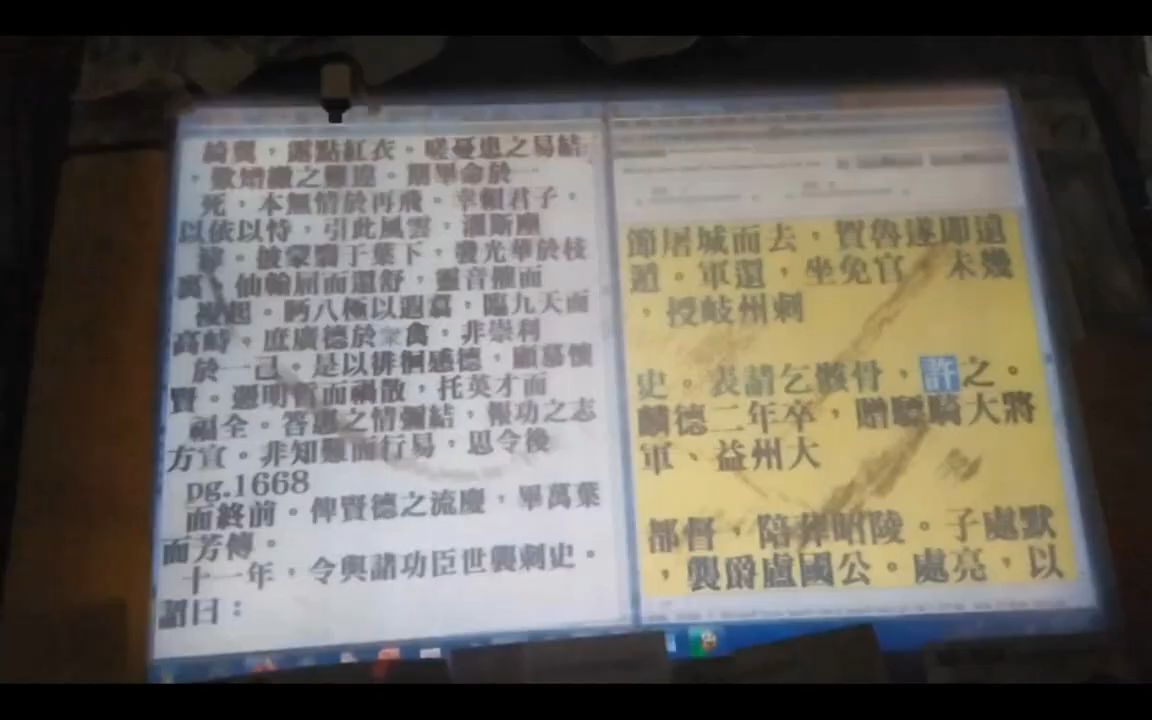 綺翼，露點紅衣。嗟憂患之易結
，歎矰繳之難違。期畢命於一
死，本無情於再飛。幸賴君子，
以依以恃，引此風雲，濯斯塵
。披蒙翳于葉下，發光華於枝
裏，仙翰屈而還舒，靈音摧而
復起。眄八極以遐翥，臨九天而
高峙。庶廣德於衆禽，非崇利
於一己。是以徘徊感德，顧慕懷
賢。憑明哲而禍散，托英才而
福全。答惠之情彌結，報功之志
方宣。非知難而行易，思令後
pg.1668
而終前。俾賢德之流慶，畢萬葉
而芳傳。
十一年，令與諸功臣世襲刺史。
詔曰：
節屠城而去，賀魯遂即遠
遁。軍還，坐免官。未幾
，授岐州刺
史。表請乞骸骨，許之。
麟德二年卒，贈驃騎大將
軍、益州大
都督，陪葬昭陵。子處默
，襲爵盧國公。處亮，以